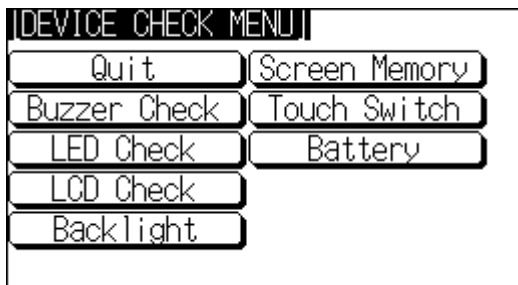 [DEVICE CHECK MENU]
Quit
Screen Memory
Buzzer Check
Touch Switch
LED Check
Battery
LCD Check
Backlight